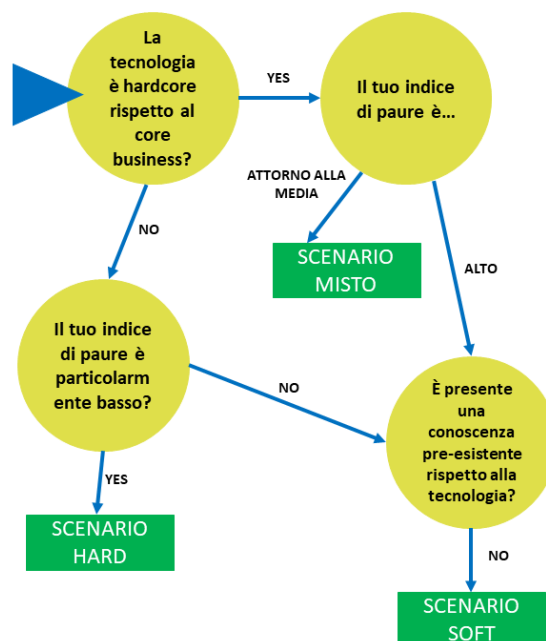 La
tecnologia
è hardcore
rispetto al
core
business?
YES
Il tuo indice
di paure è...
ATTORNO ALLA
MEDIA
NO
SCENARIO
MISTO
ALTO
Il tuo indice
di paure è
particolarm
ente basso?
NO
È presente
una
conoscenza
pre-esistente
rispetto alla
tecnologia?
YES
SCENARIO
HARD
NO
SCENARIO
SOFT